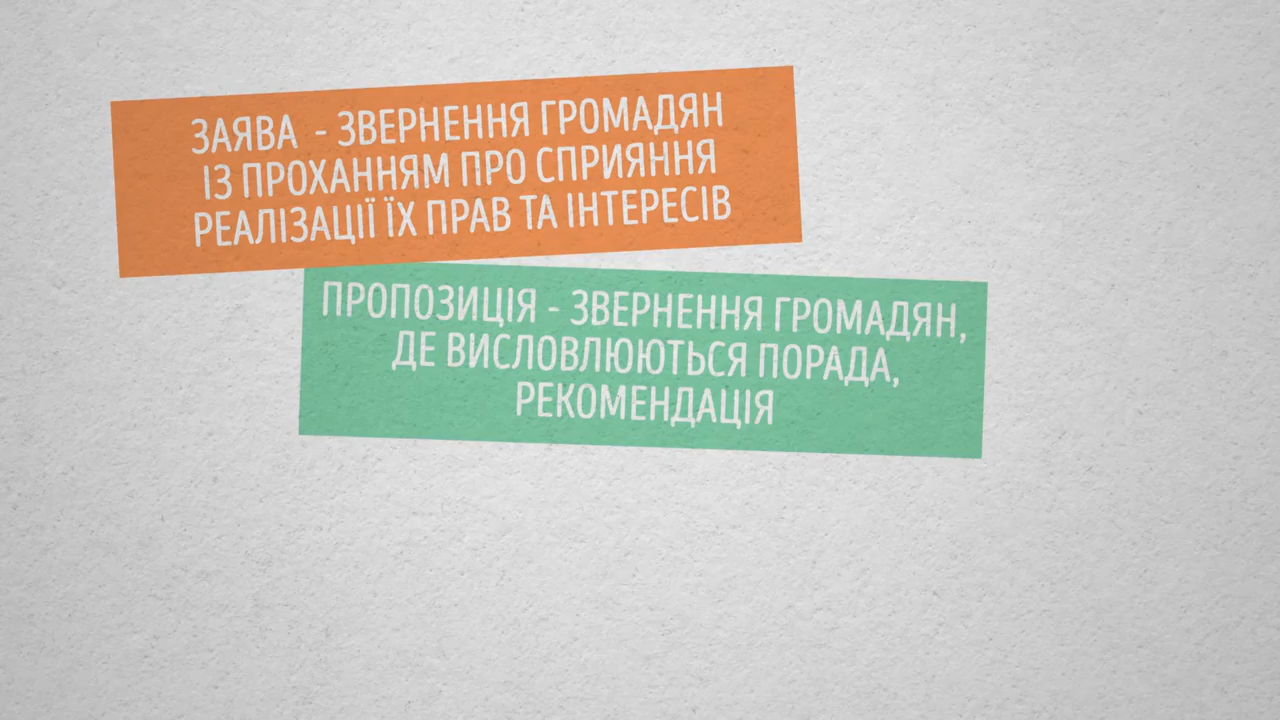 ЗАЯВА - ЗВЕРНЕННЯ ГРОМАДЯН
ІЗ ПРОХАННЯМ ПРО СПРИЯННЯ
РЕАЛІЗАЦІЇ ЇХ ПРАВ ТА ІНТЕРЕСІВ
ПРОПОЗИЦІЯ - ЗВЕРНЕННЯ ГРОМАДЯН,
ДЕ ВИСЛОВЛЮЮТЬСЯ ПОРАДА,
РЕКОМЕНДАЦІЯ